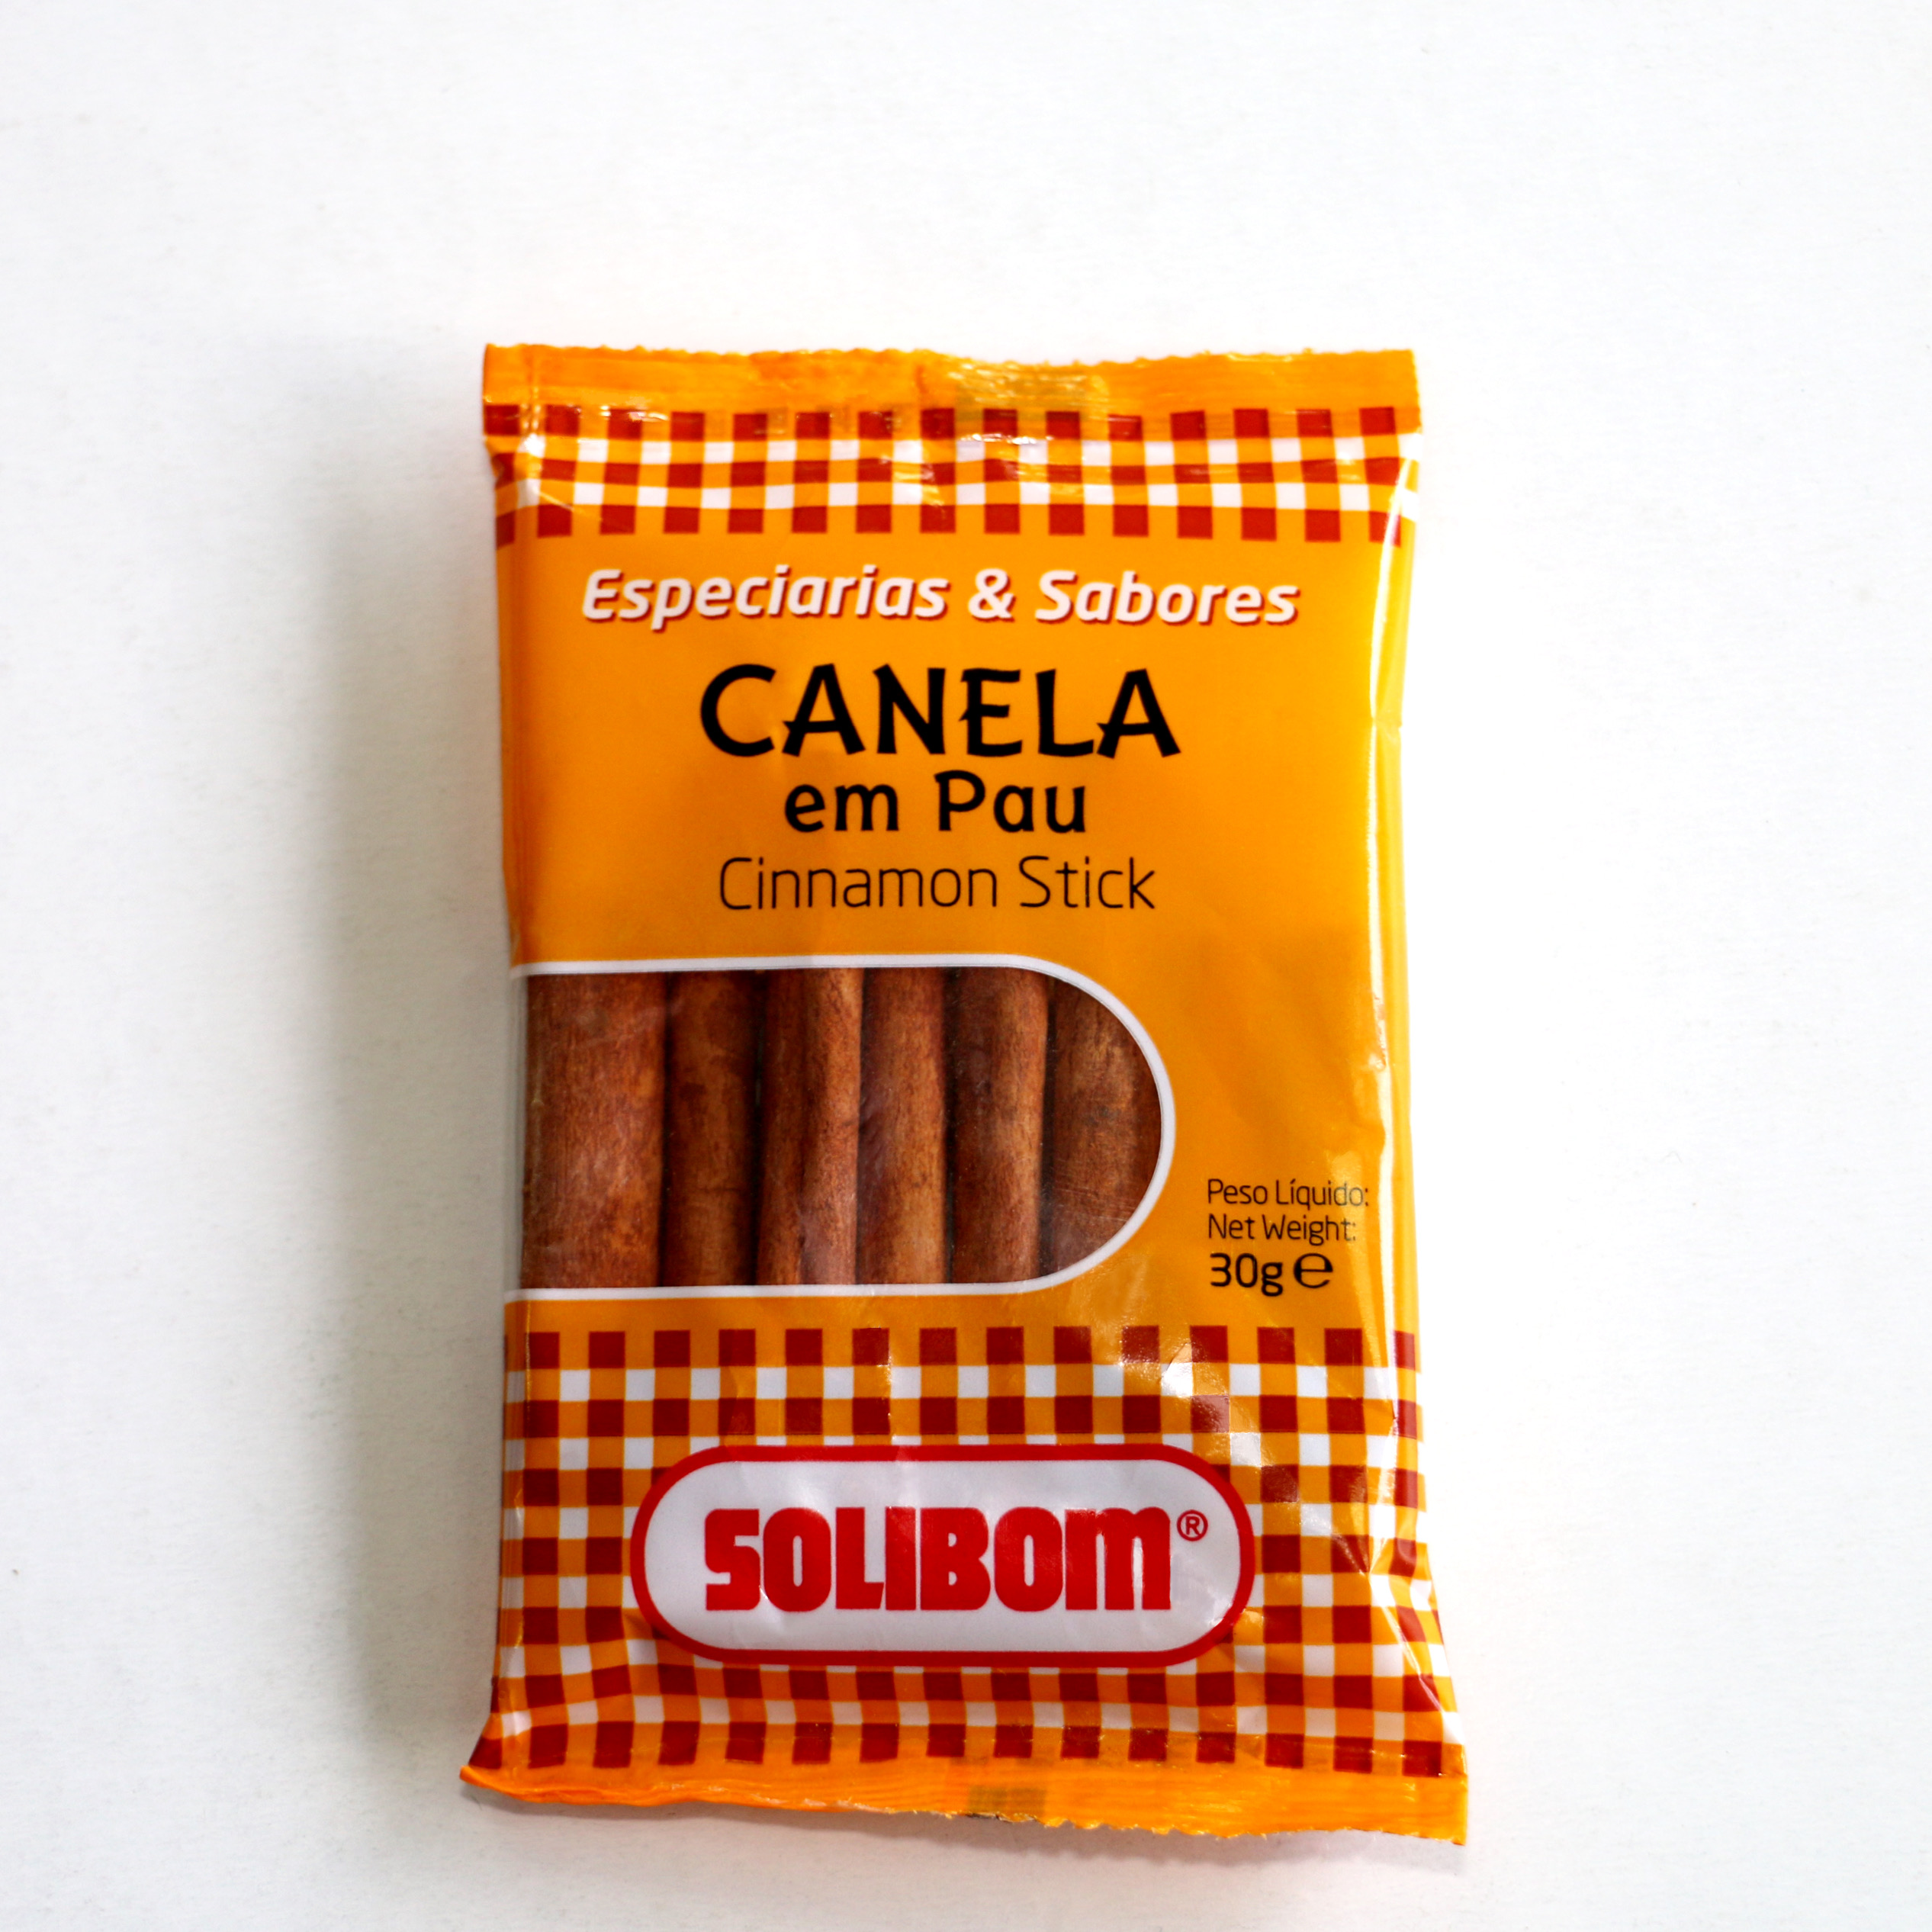 Especiarias & Sabores
CANELA
em Pau
Cinnamon Stick
Peso Líquido:
Net Weight:
30g ℮
SOLIBOM®